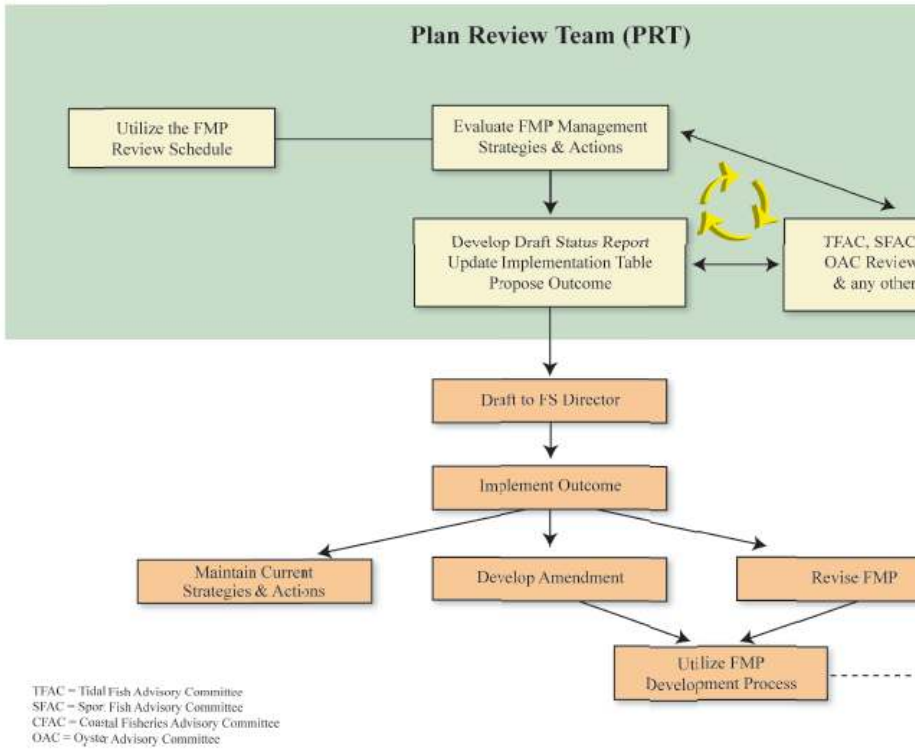 Plan Review Team (PRT)
Utilize the FMP
Review Schedule
Evaluate FMP Management
Strategies & Actions
Develop Draft Status Report
Update Implementation Table
Propose Outcome
TFAC, SFAC
OAC Review
& any other
Draft to FS Director
Implement Outcome
Maintain Current
Strategies & Actions
Develop Amendment
Revise FMP
Utilize FMP
Development Process
TFAC = Tidal Fish Advisory Committee
SFAC = Sport Fish Advisory Committee
CFAC = Coastal Fisheries Advisory Committee
OAC = Oyster Advisory Committee